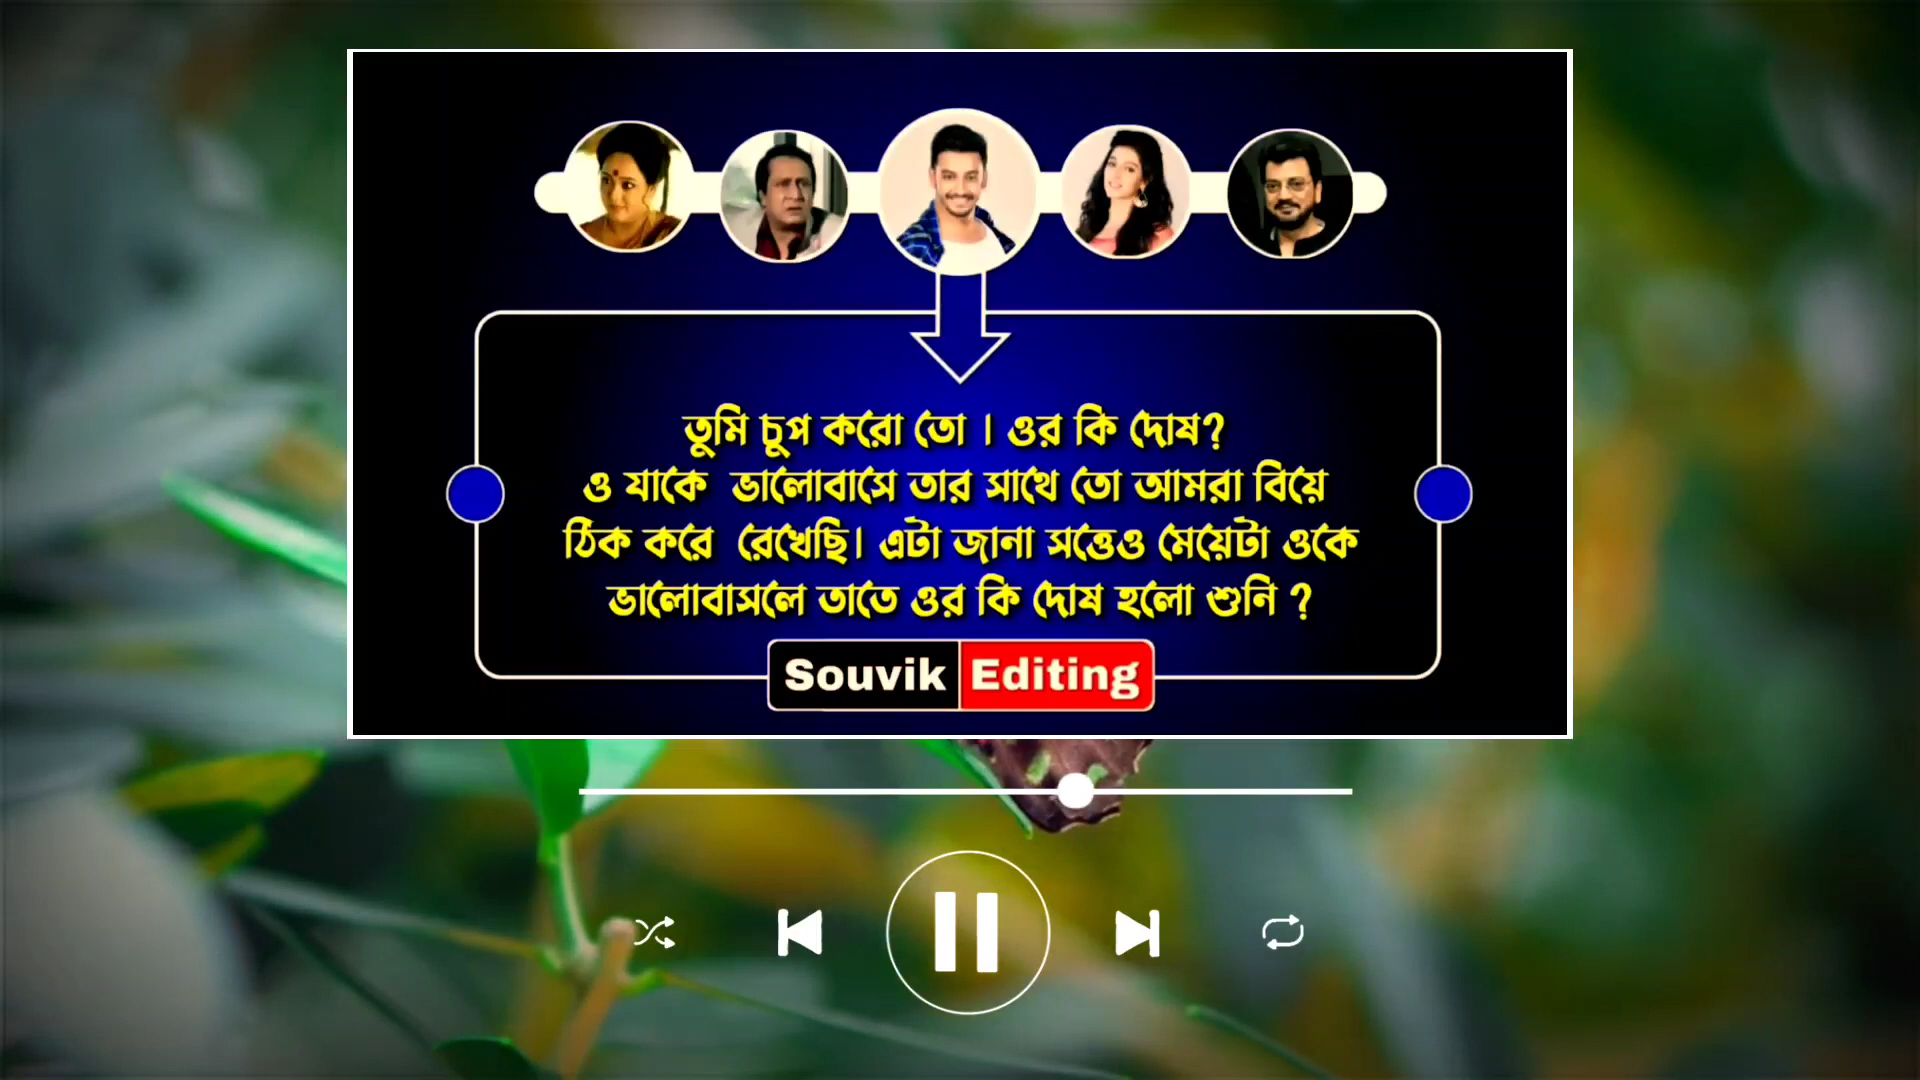 তুমি চুপ করো তো । ওর কি দোষ?
ও যাকে ভালোবাসে তার সাথে তো আমরা বিয়ে
ঠিক করে রেখেছি। এটা জানা সত্তেও মেয়েটা ওকে
ভালোবাসলে তাতে ওর কি দোষ হলো শুনি ?
Souvik Editing